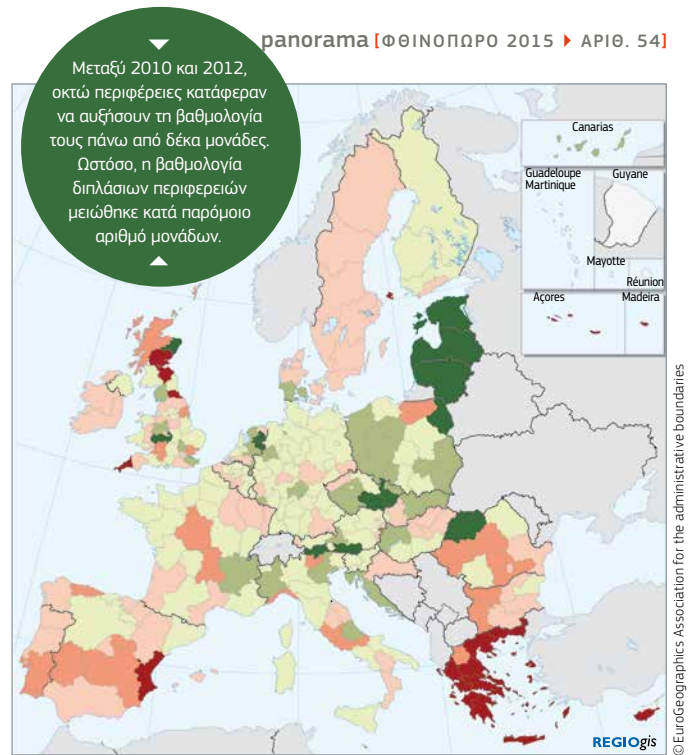 panorama [ΦΘΙΝΟΠΩΡΟ 2015 ▶ ΑΡΙΘ. 54]
Μεταξύ 2010 και 2012,
οκτώ περιφέρειες κατάφεραν
να αυξήσουν τη βαθμολογία
τους πάνω από δέκα μονάδες.
Ωστόσο, η βαθμολογία
διπλάσιων περιφερειών
μειώθηκε κατά παρόμοιο
αριθμό μονάδων.
Canarias
Guadeloupe
Martinique
Guyane
Mayotte
Réunion
Açores
Madeira
REGIOgis
© EuroGeographics Association for the administrative boundaries